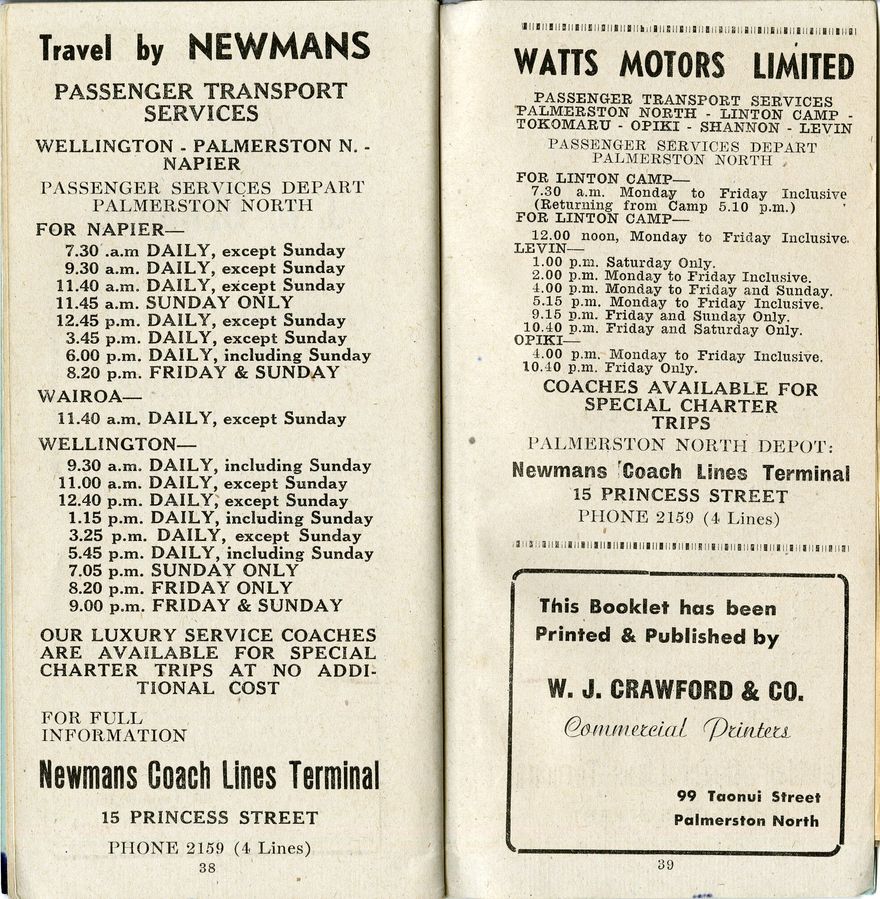 Travel by NEWMANS
PASSENGER TRANSPORT
SERVICES
WELLINGTON - PALMERSTON N. -
NAPIER
PASSENGER SERVICES DEPART
PALMERSTON NORTH
FOR NAPIER—
7.30 .a.m DAILY, except Sunday
9.30 a.m. DAILY, except Sunday
11.40 a.m. DAILY, except Sunday
11.45 a.m. SUNDAY ONLY
12.45 p.m. DAILY, except Sunday
3.45 p.m. DAILY, except Sunday
6.00 p.m. DAILY, including Sunday
8.20 p.m. FRIDAY & SUNDAY
WAIROA—
11.40 a.m. DAILY, except Sunday
WELLINGTON—
9.30 a.m. DAILY, including Sunday
11.00 a.m. DAILY, except Sunday
12.40 p.m. DAILY, except Sunday
1.15 p.m. DAILY, including Sunday
3.25 p.m. DAILY, except Sunday
5.45 p.m. DAILY, including Sunday
7.05 p.m. SUNDAY ONLY
8.20 p.m. FRIDAY ONLY
9.00 p.m. FRIDAY & SUNDAY
OUR LUXURY SERVICE COACHES
ARE AVAILABLE FOR SPECIAL
CHARTER TRIPS AT NO ADDI-
TIONAL COST
FOR FULL
INFORMATION
Newmans Coach Lines Terminal
15 PRINCESS STREET
PHONE 2159 (4 Lines)
38
WATTS MOTORS LIMITED
PASSENGER TRANSPORT SERVICES
PALMERSTON NORTH - LINTON CAMP -
TOKOMARU - OPIKI - SHANNON - LEVIN
PASSENGER SERVICES DEPART
PALMERSTON NORTH
FOR LINTON CAMP—
7.30 a.m. Monday to Friday Inclusive
(Returning from Camp 5.10 p.m.)
FOR LINTON CAMP—
12.00 noon, Monday to Friday Inclusive.
LEVIN—
1.00 p.m. Saturday Only.
2.00 p.m. Monday to Friday Inclusive.
4.00 p.m. Monday to Friday and Sunday.
5.15 p.m. Monday to Friday Inclusive.
9.15 p.m. Friday and Sunday Only.
10.40 p.m. Friday and Saturday Only.
OPIKI—
4.00 p.m. Monday to Friday Inclusive.
10.40 p.m. Friday Only.
COACHES AVAILABLE FOR
SPECIAL CHARTER
TRIPS
PALMERSTON NORTH DEPOT:
Newmans Coach Lines Terminal
15 PRINCESS STREET
PHONE 2159 (4 Lines)
This Booklet has been
Printed & Published by
W. J. CRAWFORD & CO.
Commercial Printers
99 Taonui Street
Palmerston North
39